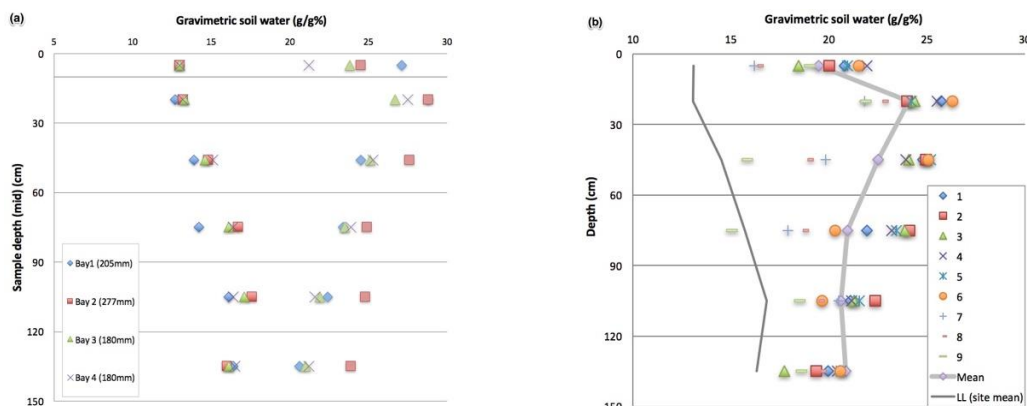 (a)
Gravimetric soil water (g/g%)
5 10 15 20 25 30
0
30
60
90
120
150
Sample depth (mid) (cm)
Bay1 (205mm)
Bay 2 (277mm)
Bay 3 (180mm)
Bay 4 (180mm)
(b)
Gravimetric soil water (g/g%)
10 15 20 25 30
0
30
60
90
120
150
Depth (cm)
1
2
3
4
5
6
7
8
9
Mean
LL (site mean)